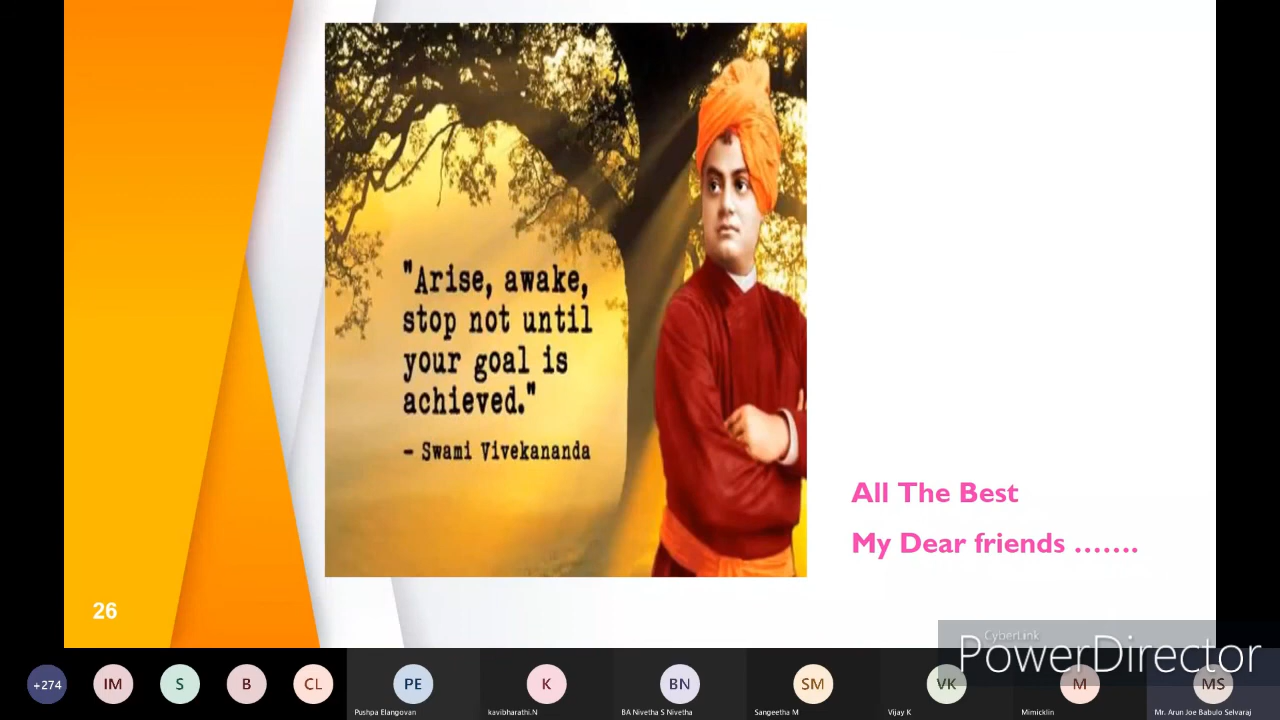 "Arise, awake,
stop not until
your goal is
achieved."
– Swami Vivekananda
All The Best
My Dear friends .......
26
CyberLink
PowerDirector
+274
IM
S
B
CL
PE
K
BN
SM
VK
M
MS
Pushpa Elangovan
kavibharathi.N
BA Nivetha S Nivetha
Sangeetha M
Vijay K
Mimicklin
Mr. Arun Joe Babulo Selvaraj